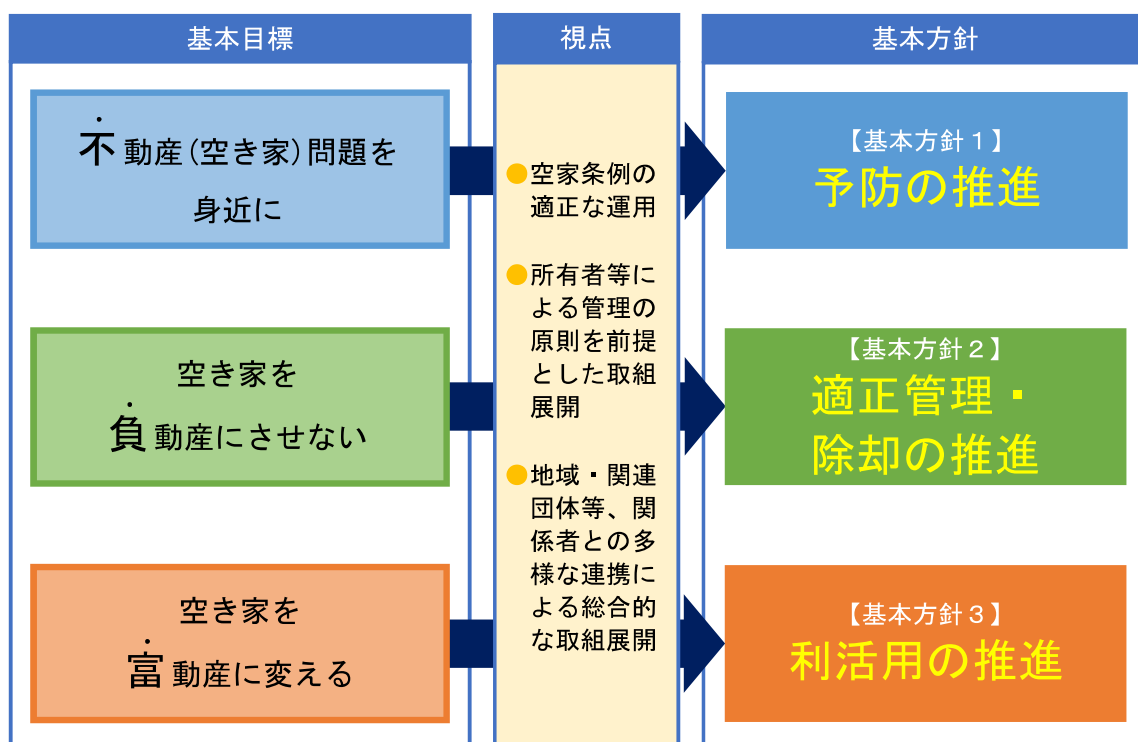 基本目標
不動産(空き家)問題を
身近に
空き家を
負動産にさせない
空き家を
富動産に変える
視点
●空家条例の
適正な運用
●所有者等に
よる管理の
原則を前提
とした取組
展開
●地域・関連
団体等、関
係者との多
様な連携に
よる総合的
な取組展開
基本方針
【基本方針1】
予防の推進
【基本方針2】
適正管理・
除却の推進
【基本方針3】
利活用の推進